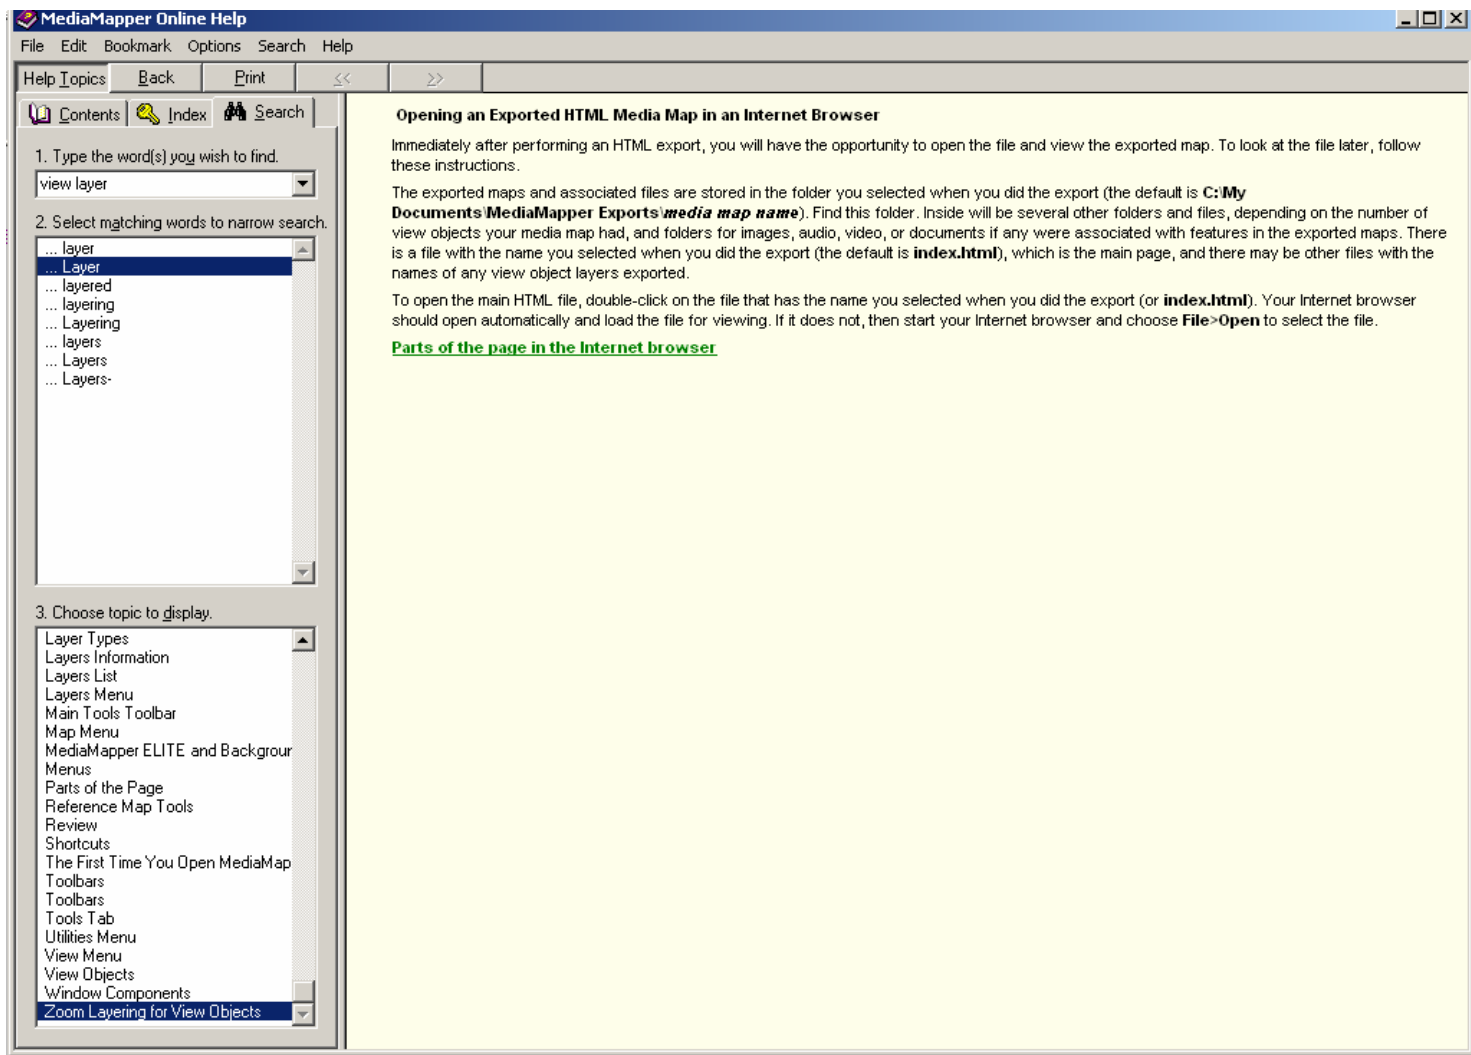 MediaMapper Online Help
File Edit Bookmark Options Search Help
Help Topics Back Print << >>
Contents Index Search
1. Type the word(s) you wish to find.
view layer
2. Select matching words to narrow search.
... layer
... Layer
... layered
... layering
... Layering
... layers
... Layers
... Layers-
3. Choose topic to display.
Layer Types
Layers Information
Layers List
Layers Menu
Main Tools Toolbar
Map Menu
MediaMapper ELITE and Backgrour
Menus
Parts of the Page
Reference Map Tools
Review
Shortcuts
The First Time You Open MediaMap
Toolbars
Toolbars
Tools Tab
Utilities Menu
View Menu
View Objects
Window Components
Zoom Layering for View Objects
Opening an Exported HTML Media Map in an Internet Browser
Immediately after performing an HTML export, you will have the opportunity to open the file and view the exported map. To look at the file later, follow
these instructions.
The exported maps and associated files are stored in the folder you selected when you did the export (the default is C:\My
Documents\MediaMapper Exports\media map name). Find this folder. Inside will be several other folders and files, depending on the number of
view objects your media map had, and folders for images, audio, video, or documents if any were associated with features in the exported maps. There
is a file with the name you selected when you did the export (the default is index.html), which is the main page, and there may be other files with the
names of any view object layers exported.
To open the main HTML file, double-click on the file that has the name you selected when you did the export (or index.html). Your Internet browser
should open automatically and load the file for viewing. If it does not, then start your Internet browser and choose File>Open to select the file.
Parts of the page in the Internet browser